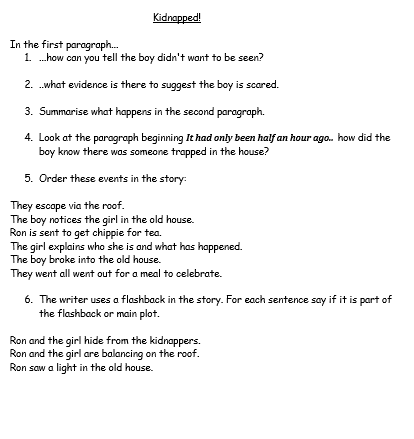 Kidnapped!
In the first paragraph...
1. ...how can you tell the boy didn't want to be seen?
2. ..what evidence is there to suggest the boy is scared.
3. Summarise what happens in the second paragraph.
4. Look at the paragraph beginning It had only been half an hour ago.. how did the
boy know there was someone trapped in the house?
5. Order these events in the story:
They escape via the roof.
The boy notices the girl in the old house.
Ron is sent to get chippie for tea.
The girl explains who she is and what has happened.
The boy broke into the old house.
They went all went out for a meal to celebrate.
6. The writer uses a flashback in the story. For each sentence say if it is part of
the flashback or main plot.
Ron and the girl hide from the kidnappers.
Ron and the girl are balancing on the roof.
Ron saw a light in the old house.